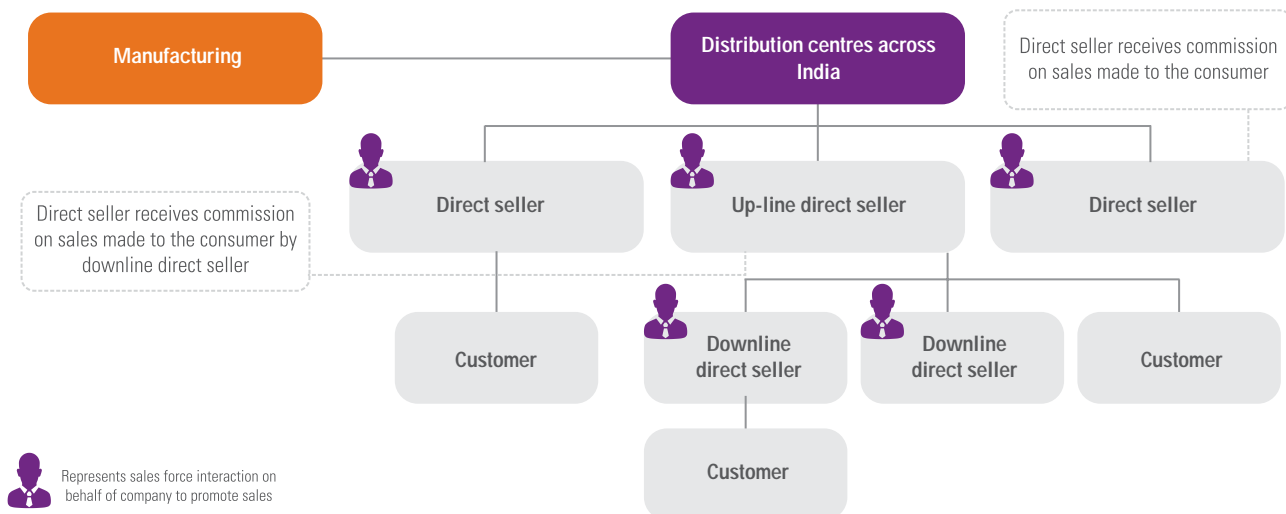 Manufacturing
Distribution centres across
India
Direct seller receives commission
on sales made to the consumer
Direct seller
Up-line direct seller
Direct seller
Direct seller receives commission
on sales made to the consumer by
downline direct seller
Customer
Downline
direct seller
Downline
direct seller
Customer
Customer
Represents sales force interaction on
behalf of company to promote sales